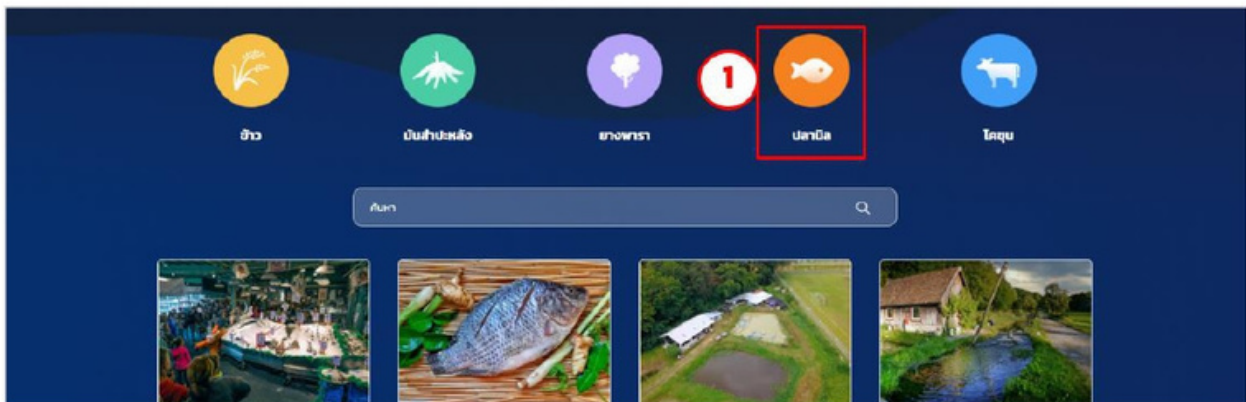 1
ข้าว
มันสำปะหลัง
ยางพารา
ปลานิล
โคขุน
ค้นหา